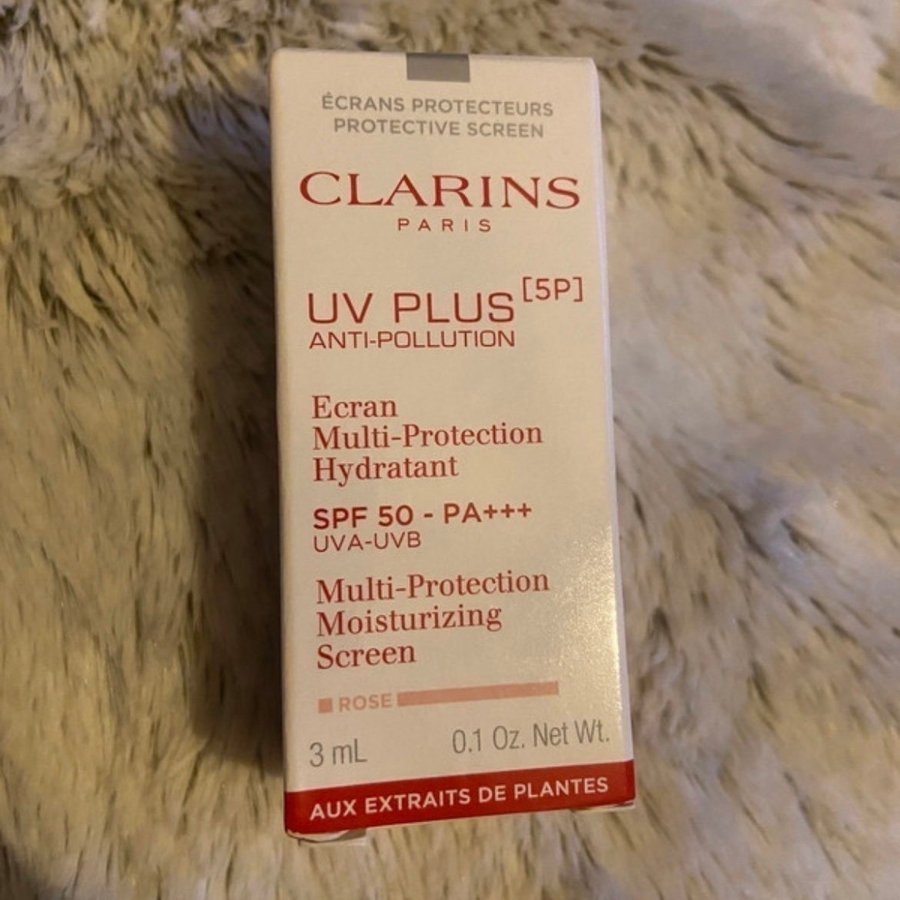 ÉCRANS PROTECTEURS
PROTECTIVE SCREEN
CLARINS
PARIS
UV PLUS [5P]
ANTI-POLLUTION
Ecran
Multi-Protection
Hydratant
SPF 50 - PA+++
UVA-UVB
Multi-Protection
Moisturizing
Screen
ROSE
3 mL 0.1 Oz. Net Wt.
AUX EXTRAITS DE PLANTES